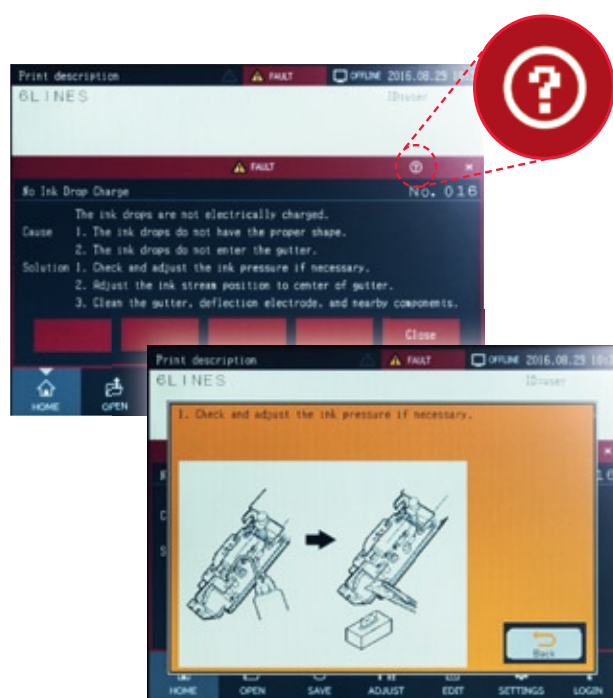 Print description FAULT OFFLINE 2016.08.29
6LINES ID=user
FAULT
No Ink Drop Charge No. 016
The ink drops are not electrically charged.
Cause 1. The ink drops do not have the proper shape.
2. The ink drops do not enter the gutter.
Solution 1. Check and adjust the ink pressure if necessary.
2. Adjust the ink stream position to center of gutter.
3. Clean the gutter, deflection electrode, and nearby components.
Close
HOME OPEN
Print description FAULT OFFLINE 2016.08.29
6LINES ID=user
1. Check and adjust the ink pressure if necessary.
Back
HOME OPEN SAVE ADJUST EDIT SETTINGS LOGIN